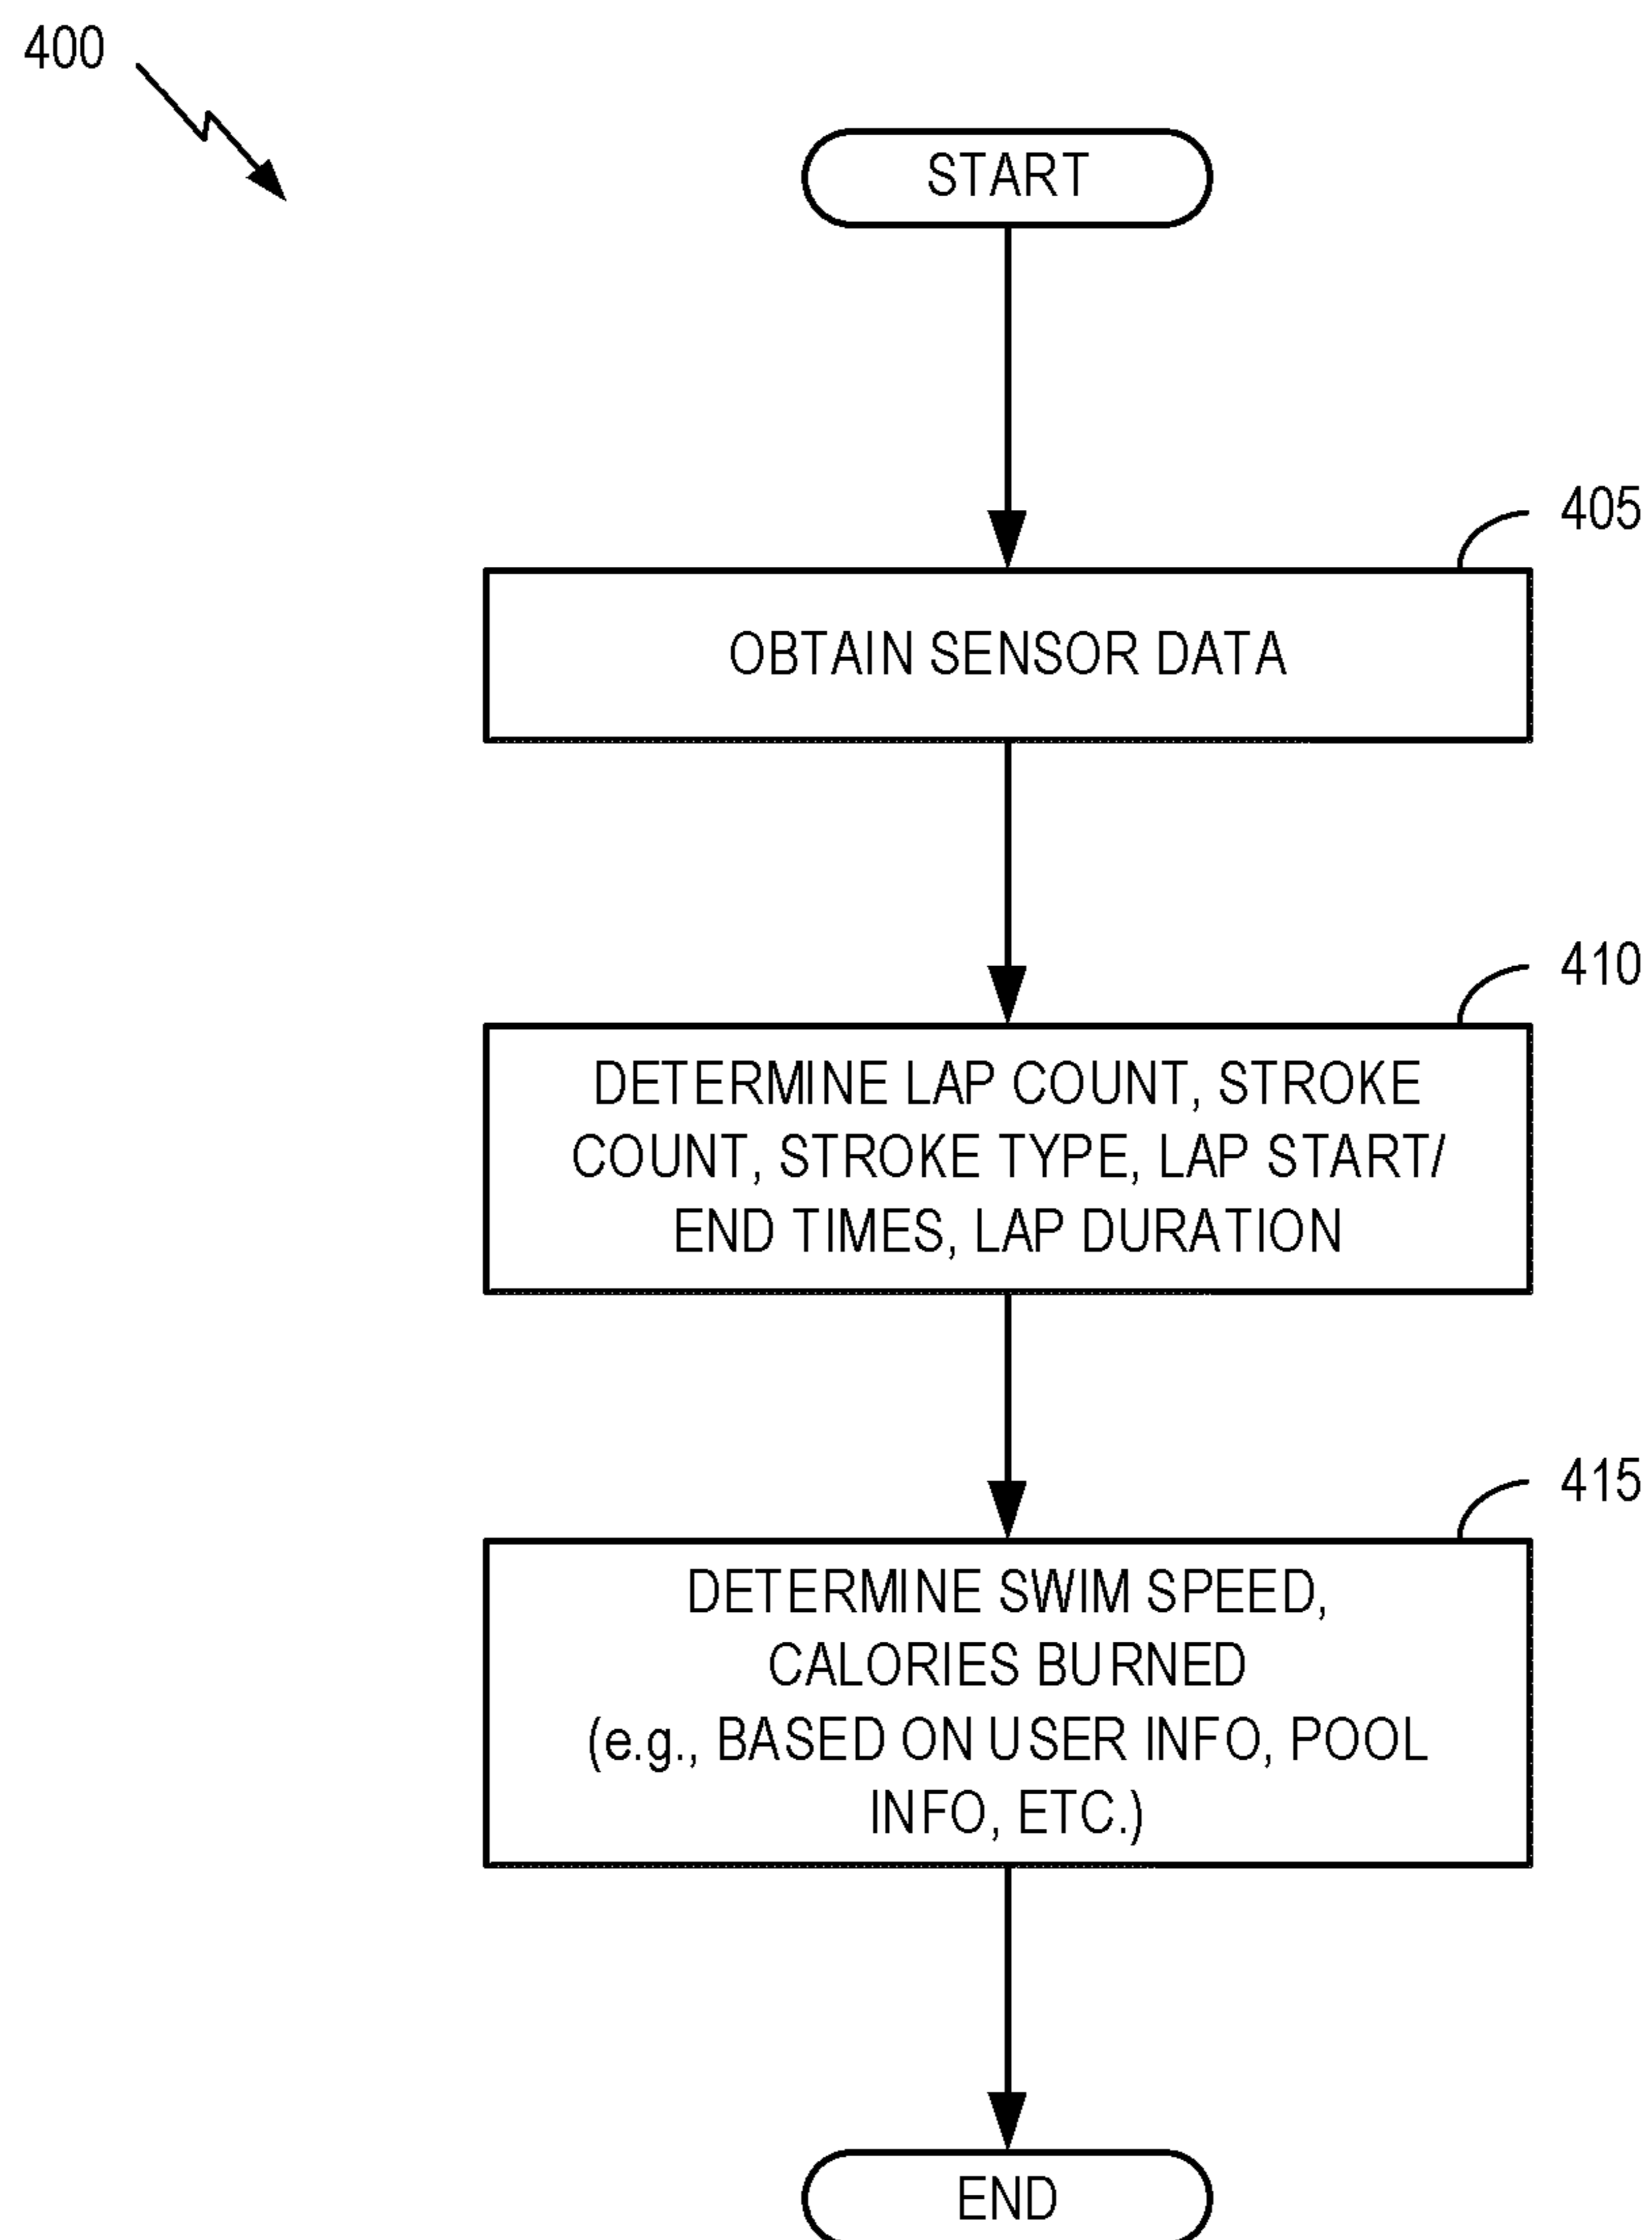 400
START
405
OBTAIN SENSOR DATA
410
DETERMINE LAP COUNT, STROKE
COUNT, STROKE TYPE, LAP START/
END TIMES, LAP DURATION
415
DETERMINE SWIM SPEED,
CALORIES BURNED
(e.g., BASED ON USER INFO, POOL
INFO, ETC.)
END